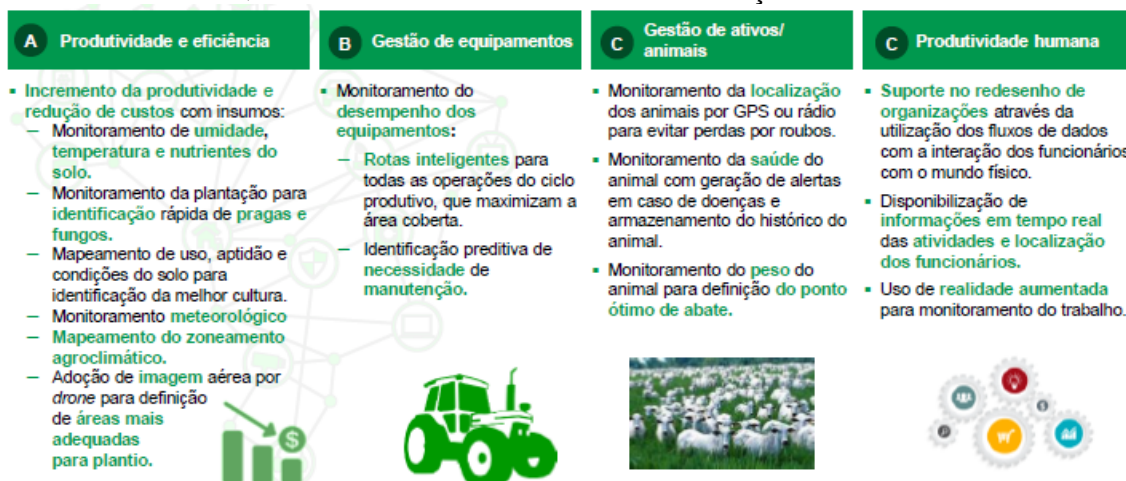 A Produtividade e eficiência
▪ Incremento da produtividade e
redução de custos com insumos:
– Monitoramento de umidade,
temperatura e nutrientes do
solo.
– Monitoramento da plantação para
identificação rápida de pragas e
fungos.
– Mapeamento de uso, aptidão e
condições do solo para
identificação da melhor cultura.
– Monitoramento meteorológico
– Mapeamento do zoneamento
agroclimático.
– Adoção de imagem aérea por
drone para definição
de áreas mais
adequadas
para plantio.
$
B Gestão de equipamentos
▪ Monitoramento do
desempenho dos
equipamentos:
– Rotas inteligentes para
todas as operações do ciclo
produtivo, que maximizam a
área coberta.
– Identificação preditiva de
necessidade de
manutenção.
C Gestão de ativos/
animais
▪ Monitoramento da localização
dos animais por GPS ou rádio
para evitar perdas por roubos.
▪ Monitoramento da saúde do
animal com geração de alertas
em caso de doenças e
armazenamento do histórico do
animal.
▪ Monitoramento do peso do
animal para definição do ponto
ótimo de abate.
C Produtividade humana
▪ Suporte no redesenho de
organizações através da
utilização dos fluxos de dados
com a interação dos funcionários
com o mundo físico.
▪ Disponibilização de
informações em tempo real
das atividades e localização
dos funcionários.
▪ Uso de realidade aumentada
para monitoramento do trabalho.